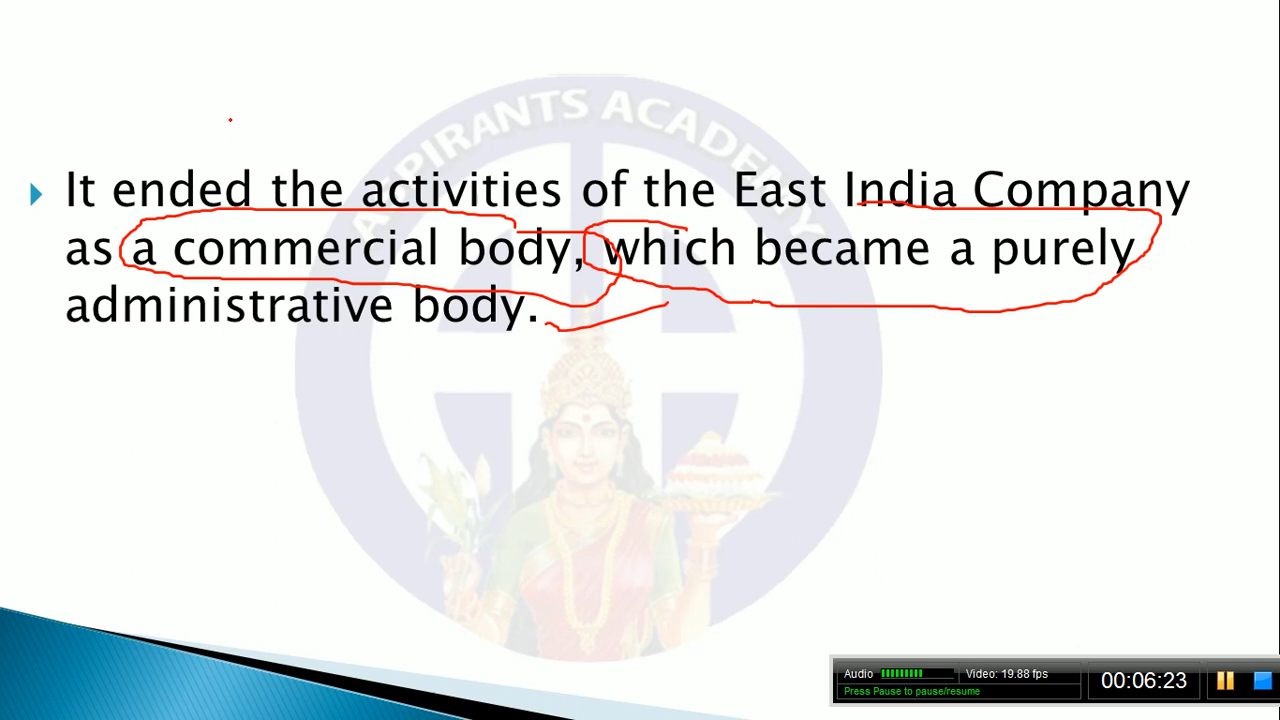 ASPIRANTS ACADEMY
It ended the activities of the East India Company
as a commercial body, which became a purely
administrative body.
Audio
Video: 19.88 fps
Press Pause to pause/resume
00:06:23